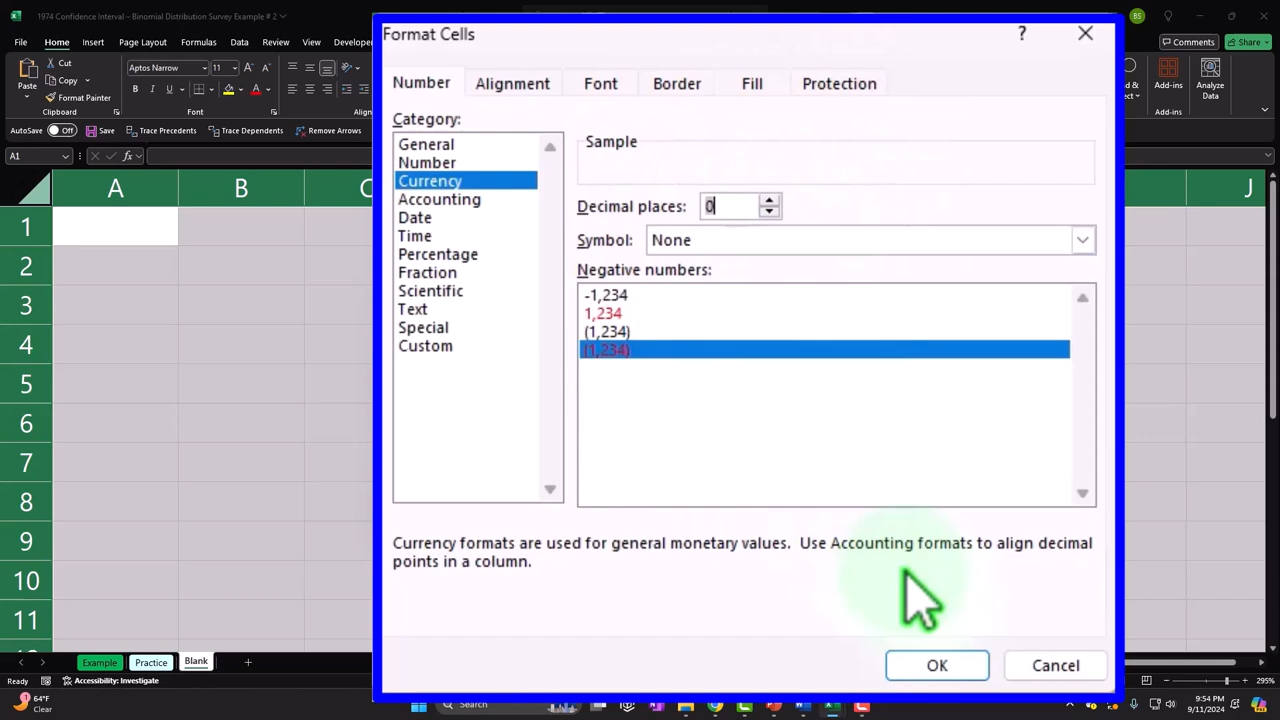 1974 Confidence Interval - Binomial Distribution Survey Example # 2
BS
File Home Insert Page Layout Formulas Data Review View Develope
Comments Share
Paste
Cut
Copy
Format Painter
Clipboard
Aptos Narrow 11
Font
Add-ins
Analyze Data
Add-ins
AutoSave Off Save Trace Precedents Trace Dependents Remove Arrows
A1
fx
A B C J
1
2
3
4
5
6
7
8
9
10
11
Format Cells
?
Number Alignment Font Border Fill Protection
Category:
General
Number
Currency
Accounting
Date
Time
Percentage
Fraction
Scientific
Text
Special
Custom
Sample
Decimal places: 0
Symbol: None
Negative numbers:
-1,234
1,234
(1,234)
(1,234)
Currency formats are used for general monetary values. Use Accounting formats to align decimal
points in a column.
OK Cancel
Example Practice Blank
Ready Accessibility: Investigate
295%
64°F
Clear
Search
9:54 PM
9/11/2024